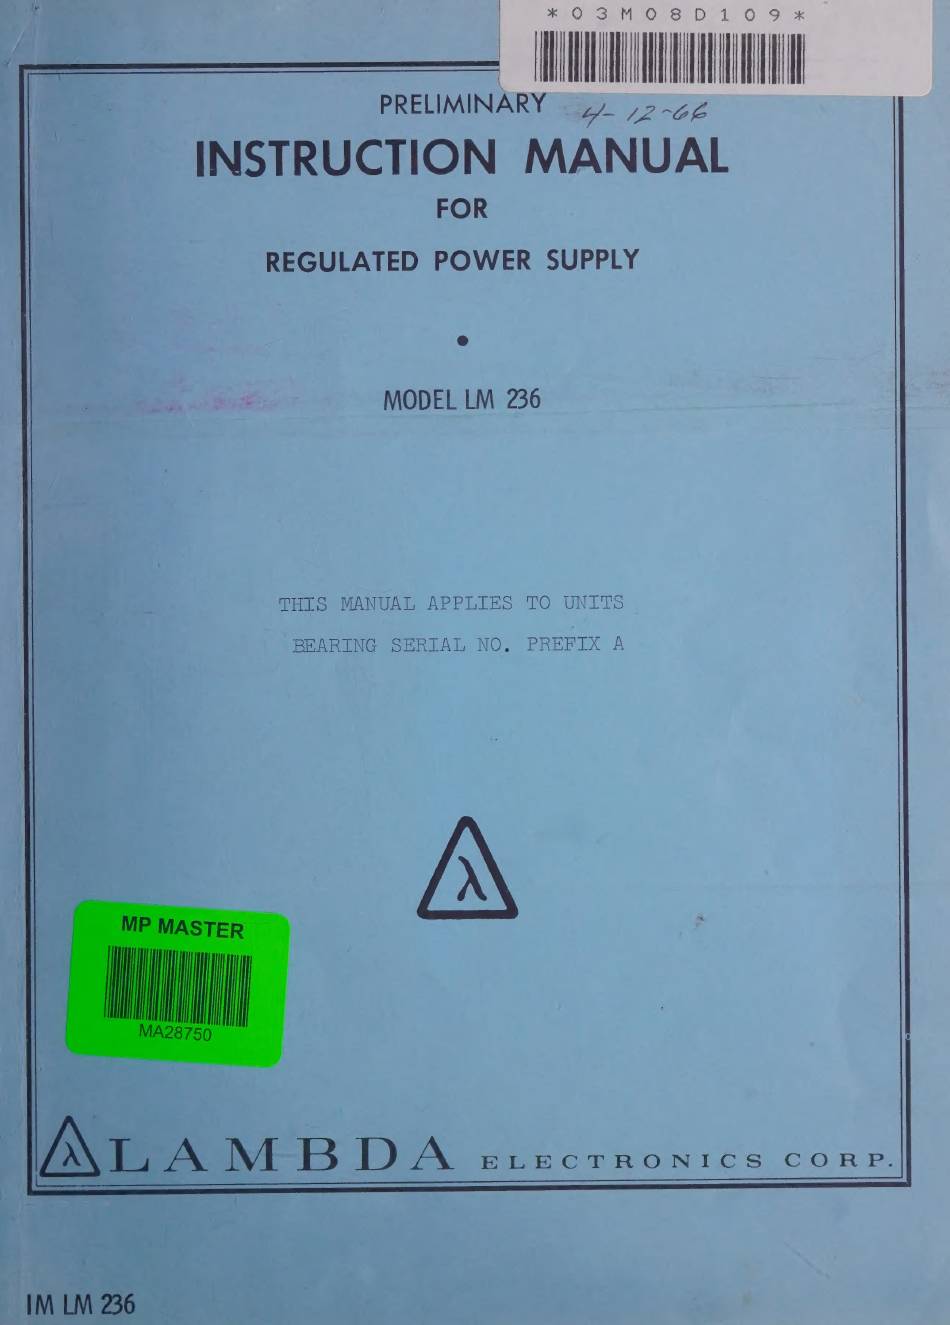 *03M08D109*
PRELIMINARY
4-12-66
INSTRUCTION MANUAL
FOR
REGULATED POWER SUPPLY
•
MODEL LM 236
THIS MANUAL APPLIES TO UNITS
BEARING SERIAL NO. PREFIX A
λ
MP MASTER
MA28750
λ LAMBDA ELECTRONICS CORP.
IM LM 236